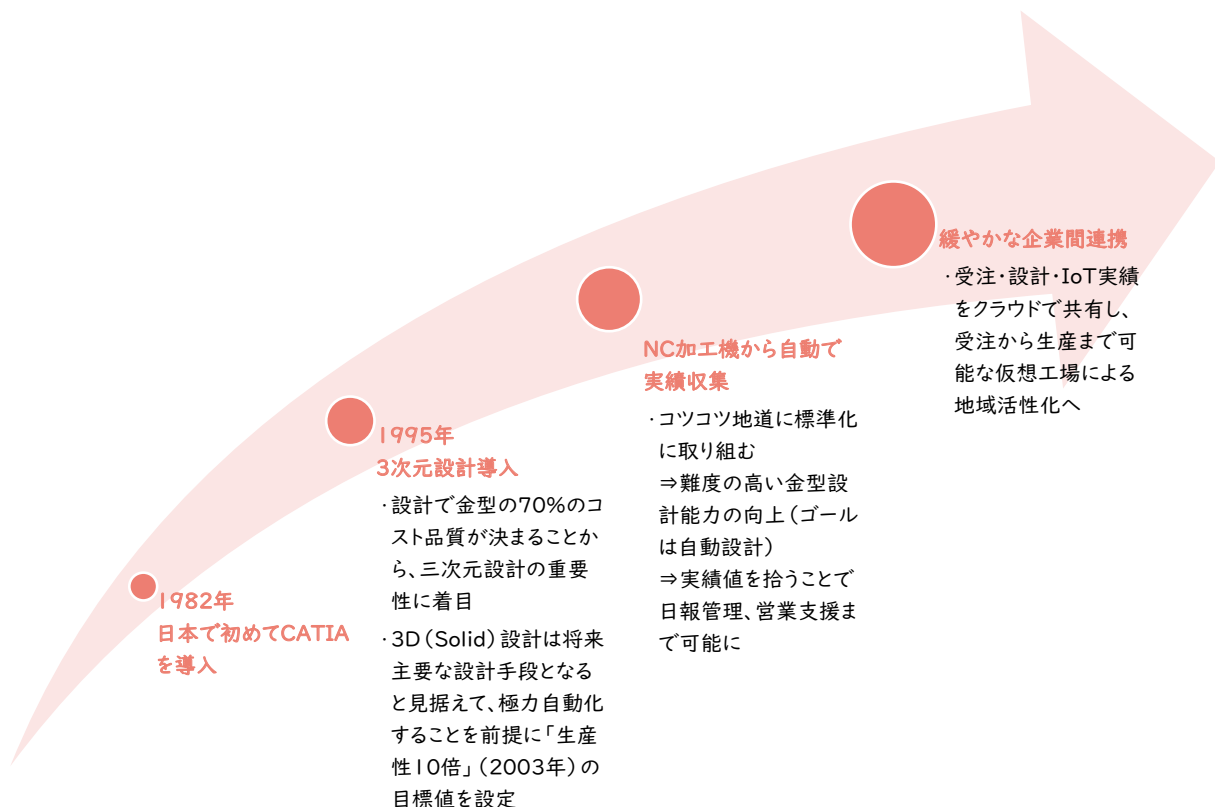 1982年
日本で初めてCATIA
を導入
1995年
3次元設計導入
・設計で金型の70%のコ
スト品質が決まることか
ら、三次元設計の重要
性に着目
・3D（Solid）設計は将来
主要な設計手段となる
と見据えて、極力自動化
することを前提に「生産
性10倍」（2003年）の
目標値を設定
NC加工機から自動で
実績収集
・コツコツ地道に標準化
に取り組む
⇒難度の高い金型設
計能力の向上（ゴール
は自動設計）
⇒実績値を拾うことで
日報管理、営業支援ま
で可能に
緩やかな企業間連携
・受注・設計・IoT実績
をクラウドで共有し、
受注から生産まで可
能な仮想工場による
地域活性化へ